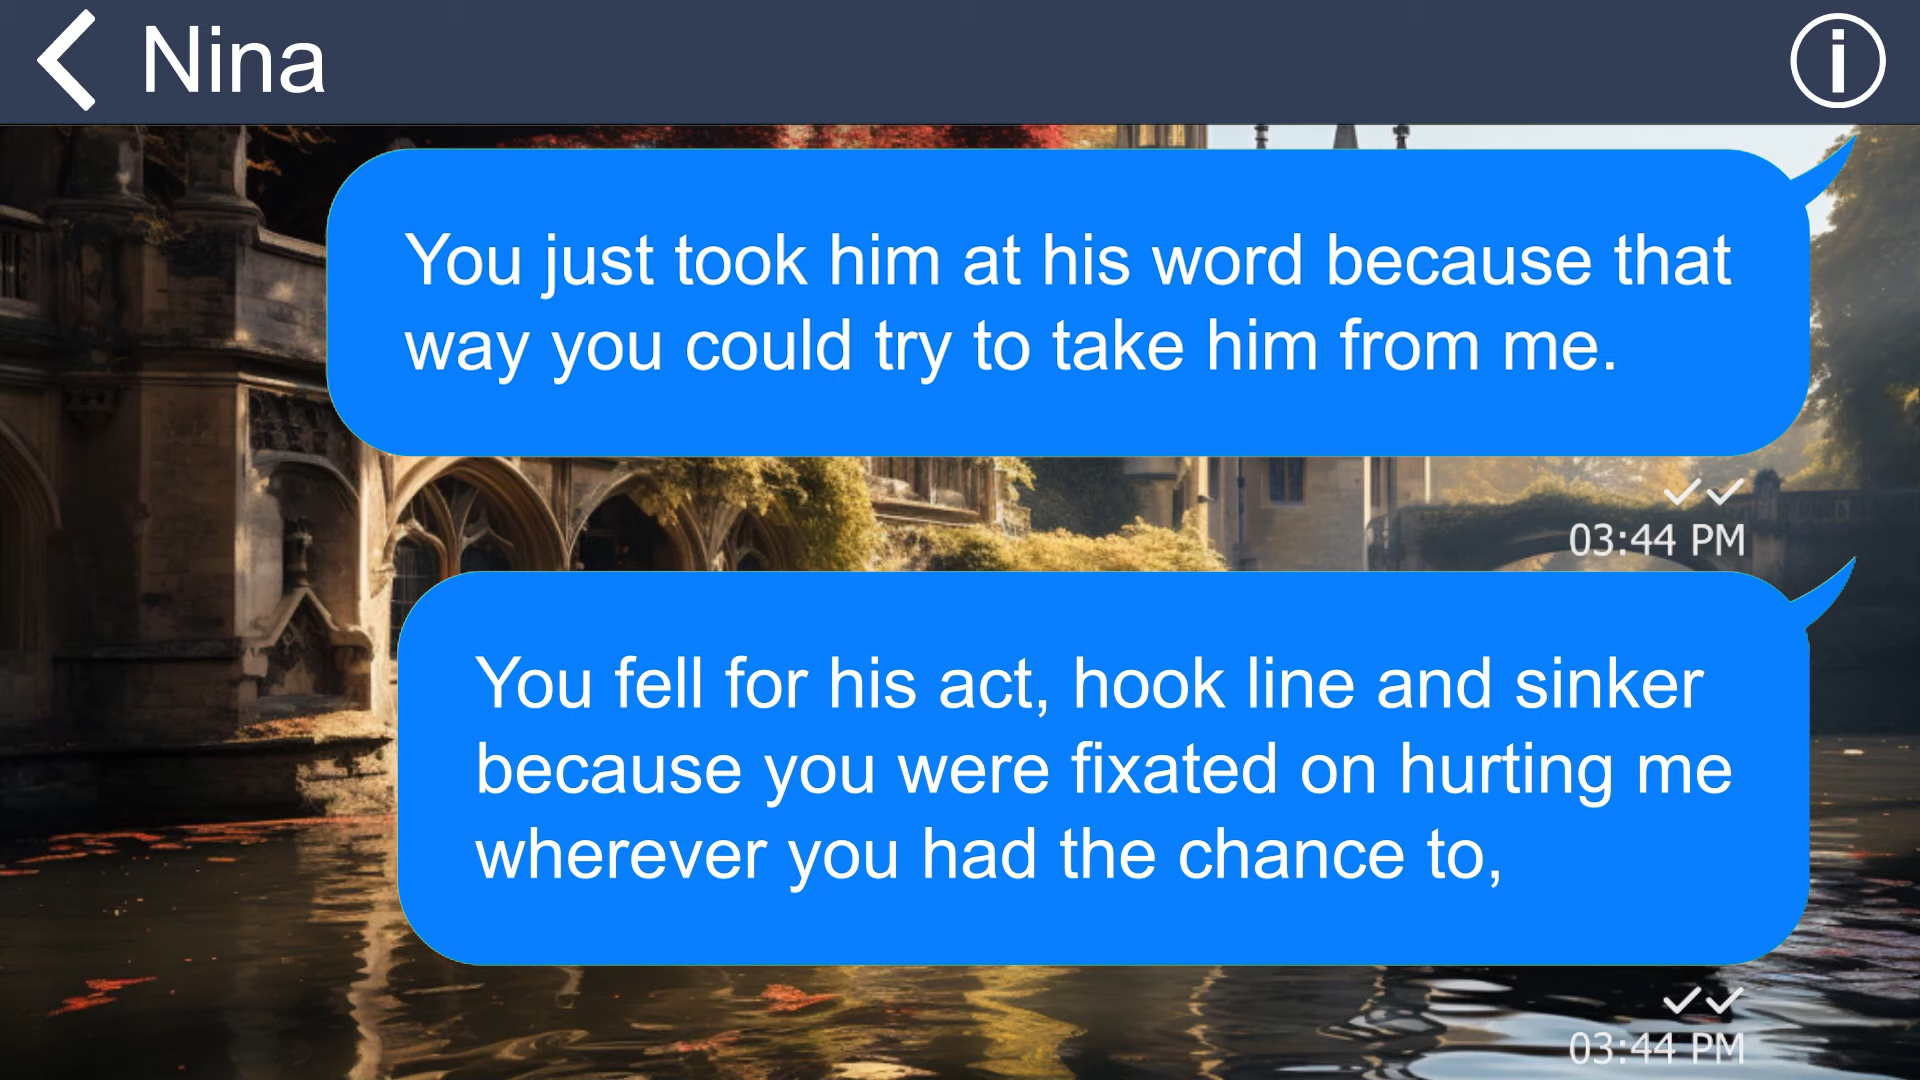 Nina
You just took him at his word because that
way you could try to take him from me.
03:44 PM
You fell for his act, hook line and sinker
because you were fixated on hurting me
wherever you had the chance to,
03:44 PM